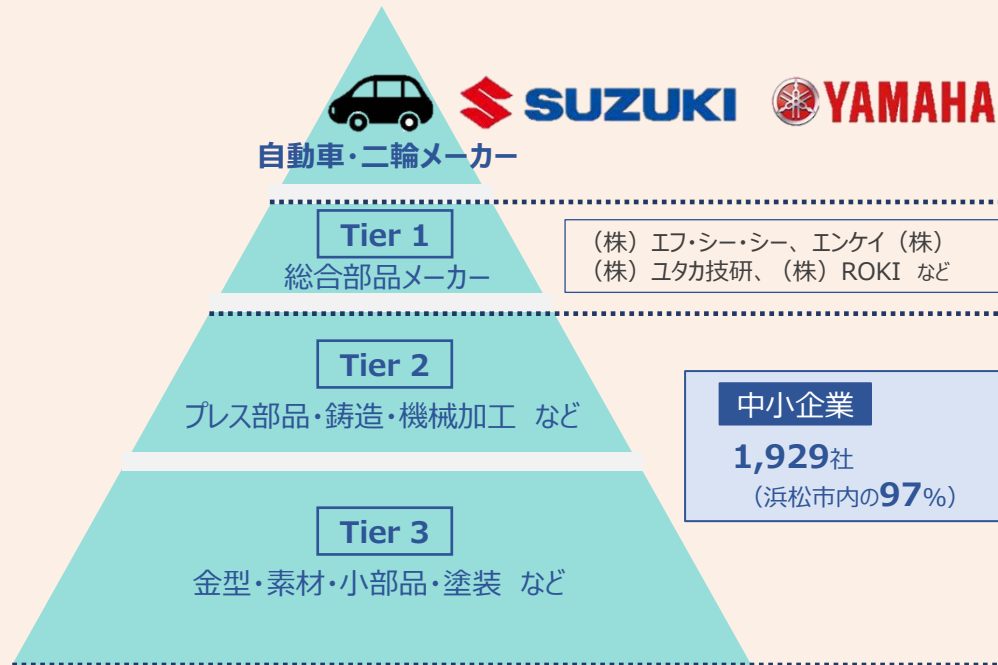 SUZUKI YAMAHA
自動車・二輪メーカー
Tier 1
総合部品メーカー
（株）エフ・シー・シー、エンケイ（株）
（株）ユタカ技研、（株）ROKI など
Tier 2
プレス部品・鋳造・機械加工 など
中小企業
1,929社
（浜松市内の97%）
Tier 3
金型・素材・小部品・塗装 など